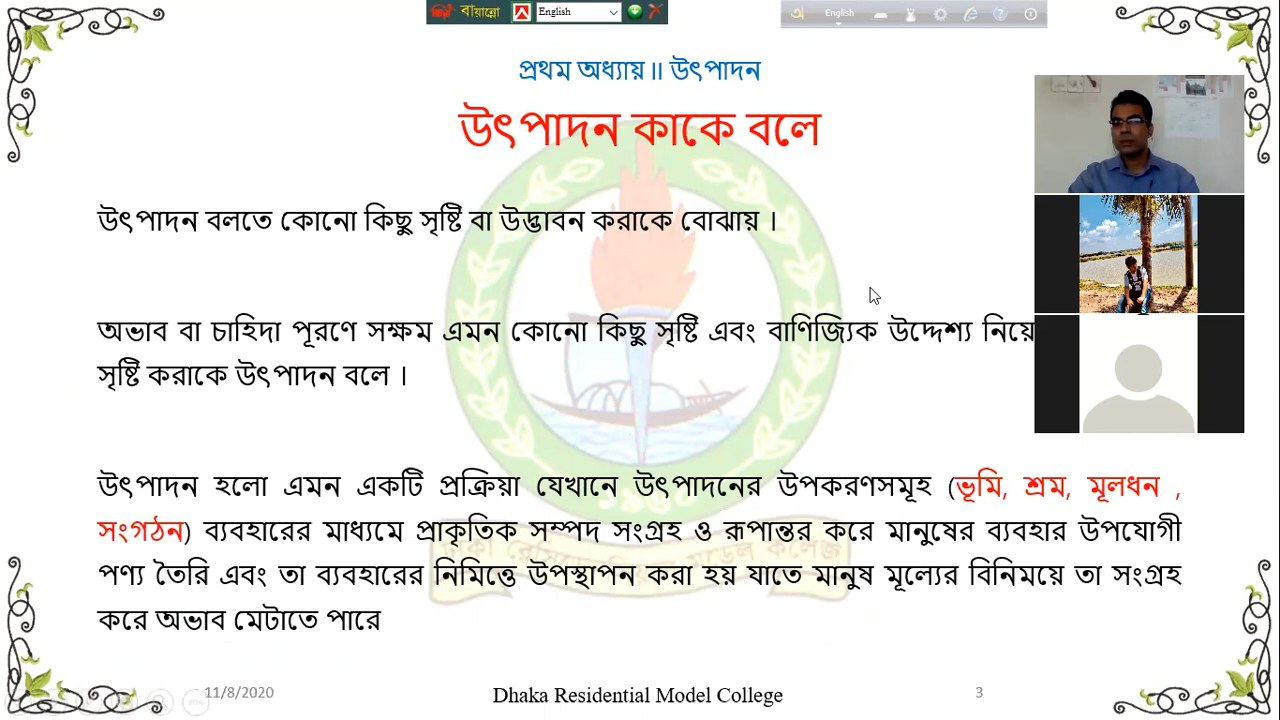 বায়ান্নো English
English
প্রথম অধ্যায়॥ উৎপাদন
উৎপাদন কাকে বলে
উৎপাদন বলতে কোনো কিছু সৃষ্টি বা উদ্ভাবন করাকে বোঝায় ।
অভাব বা চাহিদা পূরণে সক্ষম এমন কোনো কিছু সৃষ্টি এবং বাণিজ্যিক উদ্দেশ্য নিয়ে
সৃষ্টি করাকে উৎপাদন বলে ।
উৎপাদন হলো এমন একটি প্রক্রিয়া যেখানে উৎপাদনের উপকরণসমূহ (ভূমি, শ্রম, মূলধন ,
সংগঠন) ব্যবহারের মাধ্যমে প্রাকৃতিক সম্পদ সংগ্রহ ও রূপান্তর করে মানুষের ব্যবহার উপযোগী
পণ্য তৈরি এবং তা ব্যবহারের নিমিত্তে উপস্থাপন করা হয় যাতে মানুষ মূল্যের বিনিময়ে তা সংগ্রহ
করে অভাব মেটাতে পারে
11/8/2020 Dhaka Residential Model College 3